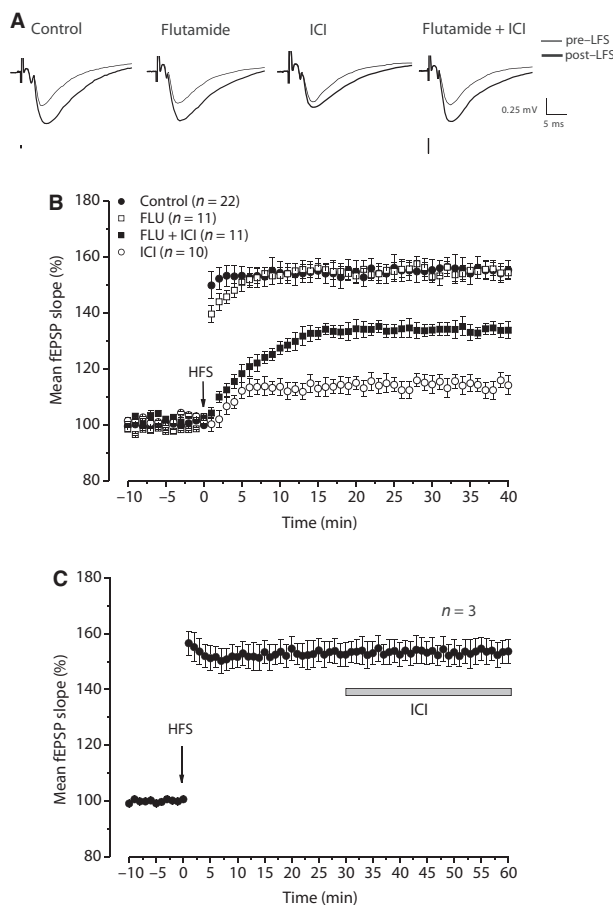 A
Control
Flutamide
ICI
Flutamide + ICI
pre–LFS
post–LFS
0.25 mV
5 ms
B
Control (n = 22)
FLU (n = 11)
FLU + ICI (n = 11)
ICI (n = 10)
Mean fEPSP slope (%)
180
160
140
120
100
80
HFS
–10 –5 0 5 10 15 20 25 30 35 40
Time (min)
C
Mean fEPSP slope (%)
180
160
140
120
100
80
n = 3
ICI
HFS
–10 –5 0 5 10 15 20 25 30 35 40 45 50 55 60
Time (min)